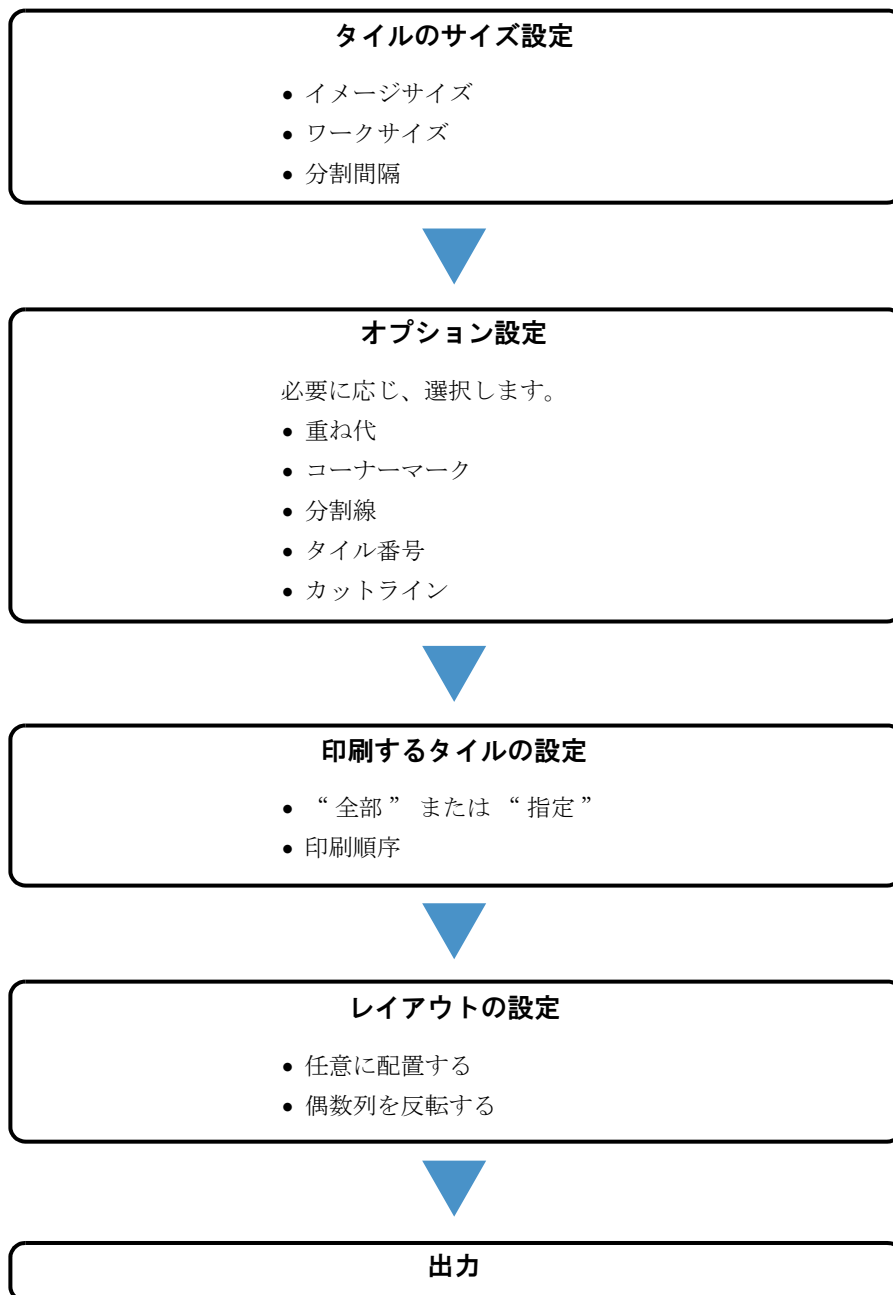 タイルのサイズ設定
• イメージサイズ
• ワークサイズ
• 分割間隔
オプション設定
必要に応じ、選択します。
• 重ね代
• コーナーマーク
• 分割線
• タイル番号
• カットライン
印刷するタイルの設定
• “ 全部 ” または “ 指定 ”
• 印刷順序
レイアウトの設定
• 任意に配置する
• 偶数列を反転する
出力